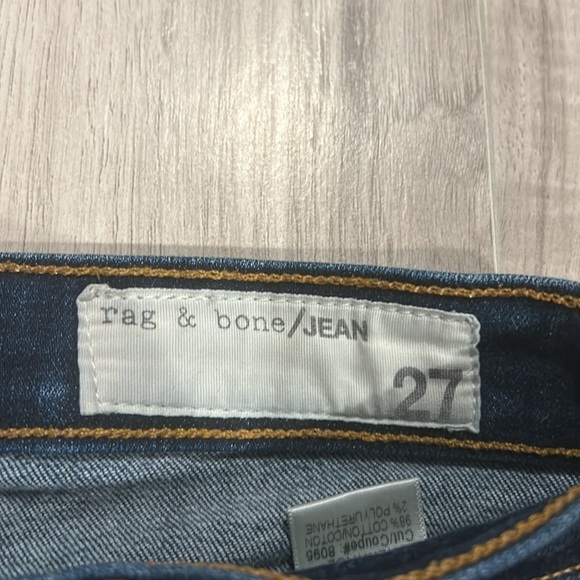 rag & bone/JEAN
27
Cut/Coupe#: 8096
98% COTTON/COTON
2% POLYURETHANE